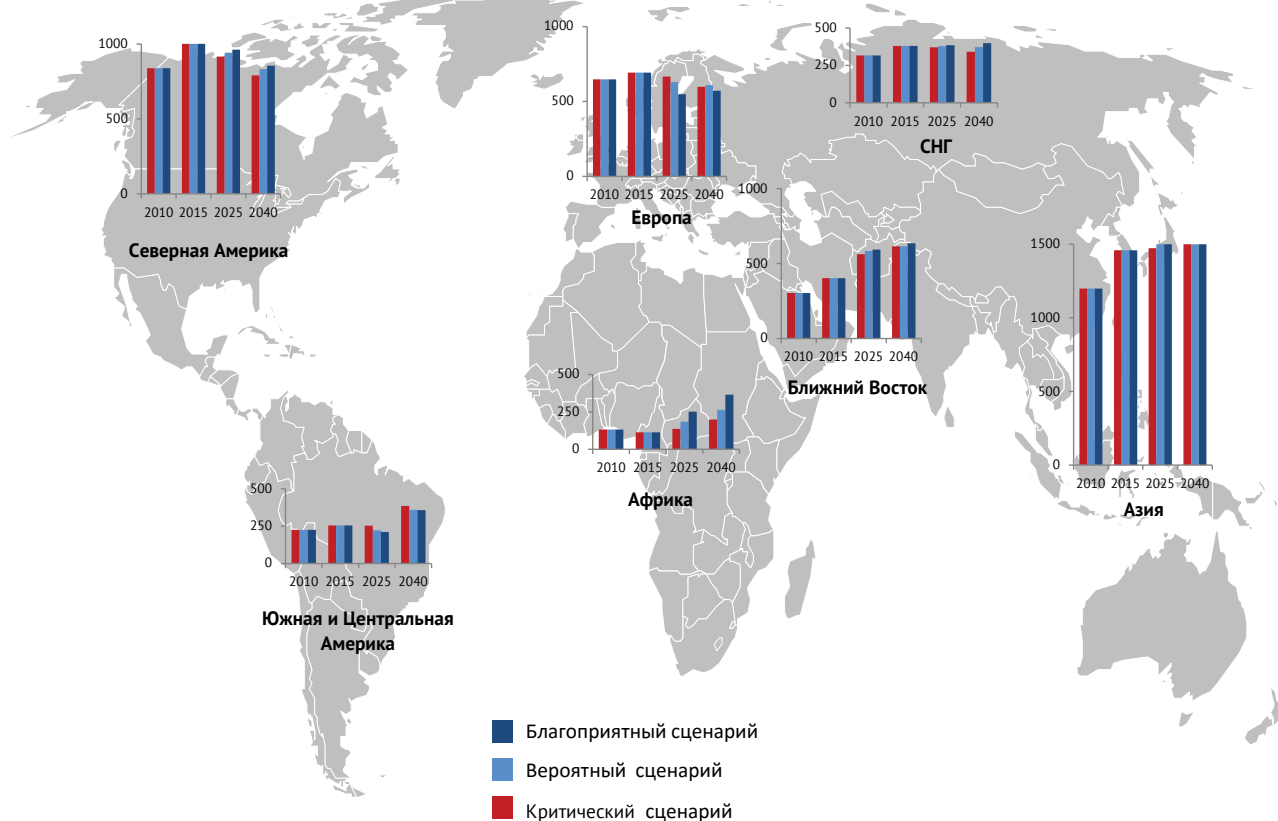 1000
500
0
2010 2015 2025 2040
Северная Америка
1000
500
0
2010 2015 2025 2040
Европа
500
250
0
2010 2015 2025 2040
СНГ
1000
500
0
2010 2015 2025 2040
Ближний Восток
1500
1000
500
0
2010 2015 2025 2040
Азия
500
250
0
2010 2015 2025 2040
Африка
500
250
0
2010 2015 2025 2040
Южная и Центральная
Америка
Благоприятный сценарий
Вероятный сценарий
Критический сценарий